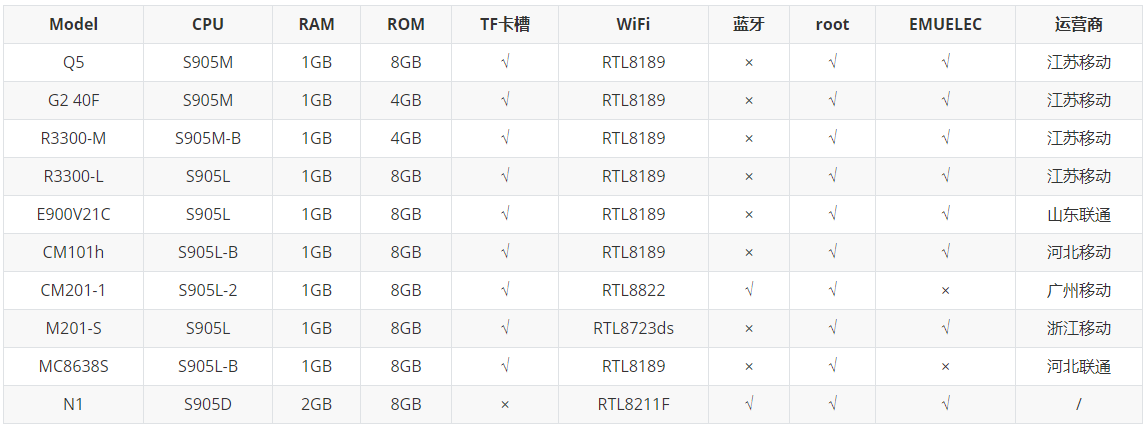 Model CPU RAM ROM TF卡槽 WiFi 蓝牙 root EMUELEC 运营商
Q5 S905M 1GB 8GB √ RTL8189 × √ √ 江苏移动
G2 40F S905M 1GB 4GB √ RTL8189 × √ √ 江苏移动
R3300-M S905M-B 1GB 4GB √ RTL8189 × √ √ 江苏移动
R3300-L S905L 1GB 8GB √ RTL8189 × √ √ 江苏移动
E900V21C S905L 1GB 8GB √ RTL8189 × √ √ 山东联通
CM101h S905L-B 1GB 8GB √ RTL8189 × √ √ 河北移动
CM201-1 S905L-2 1GB 8GB √ RTL8822 √ √ × 广州移动
M201-S S905L 1GB 8GB √ RTL8723ds × √ √ 浙江移动
MC8638S S905L-B 1GB 8GB √ RTL8189 × √ × 河北联通
N1 S905D 2GB 8GB × RTL8211F √ √ √ /